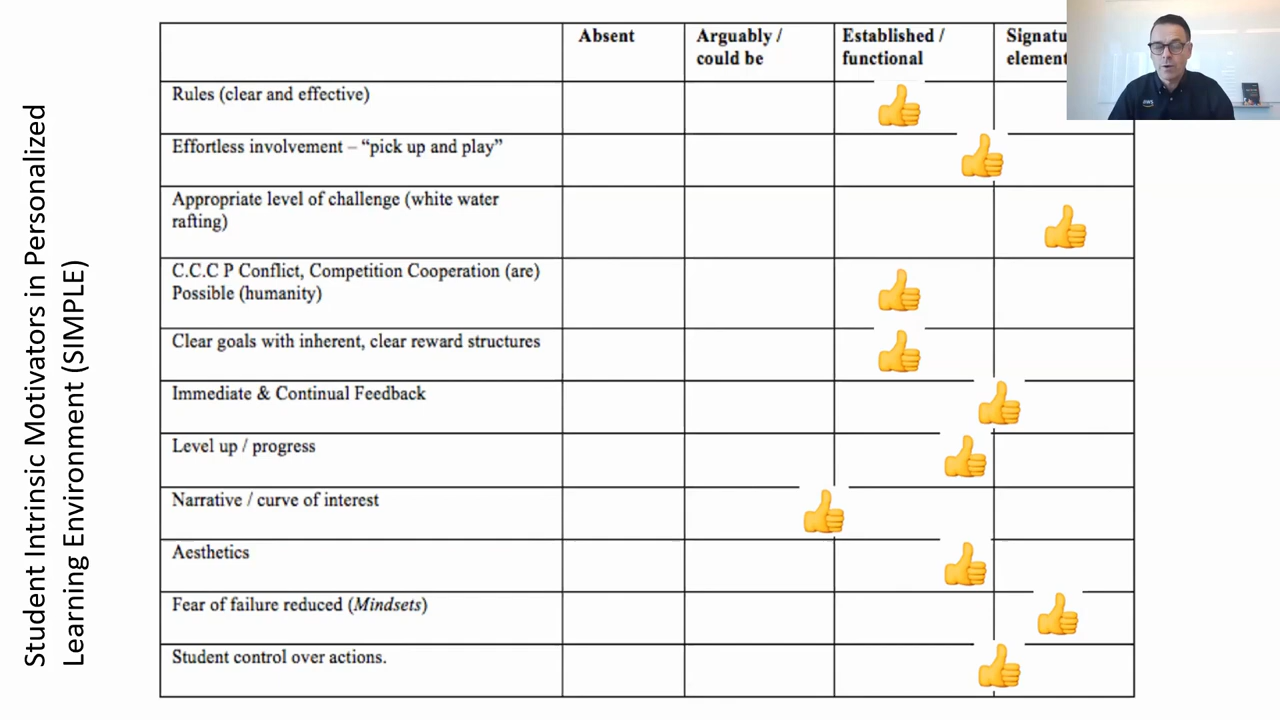 Student Intrinsic Motivators in Personalized
Learning Environment (SIMPLE)
Absent
Arguably /
could be
Established /
functional
element
Rules (clear and effective)
Effortless involvement – “pick up and play”
Appropriate level of challenge (white water
rafting)
C.C.C P Conflict, Competition Cooperation (are)
Possible (humanity)
Clear goals with inherent, clear reward structures
Immediate & Continual Feedback
Level up / progress
Narrative / curve of interest
Aesthetics
Fear of failure reduced (Mindsets)
Student control over actions.